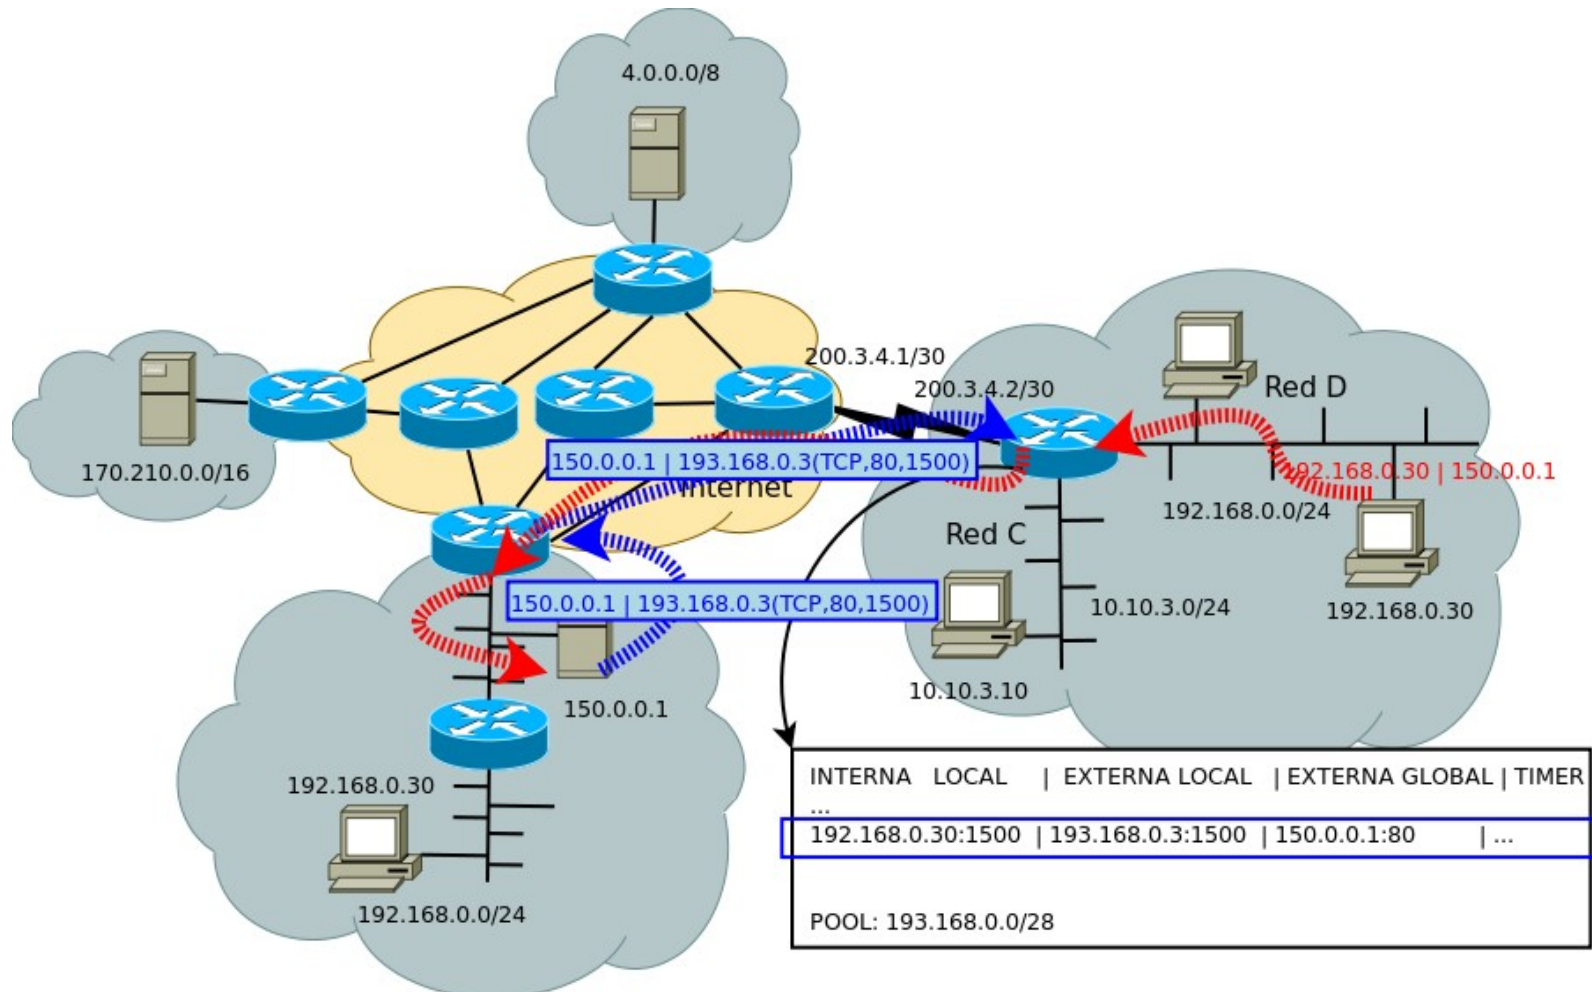 4.0.0.0/8
200.3.4.1/30
200.3.4.2/30
Red D
170.210.0.0/16
150.0.0.1 | 193.168.0.3(TCP,80,1500)
192.168.0.30 | 150.0.0.1
Internet
192.168.0.0/24
Red C
150.0.0.1 | 193.168.0.3(TCP,80,1500)
10.10.3.0/24
192.168.0.30
10.10.3.10
150.0.0.1
192.168.0.30
192.168.0.0/24
INTERNA LOCAL | EXTERNA LOCAL | EXTERNA GLOBAL | TIMER
...
192.168.0.30:1500 | 193.168.0.3:1500 | 150.0.0.1:80 | ...
POOL: 193.168.0.0/28